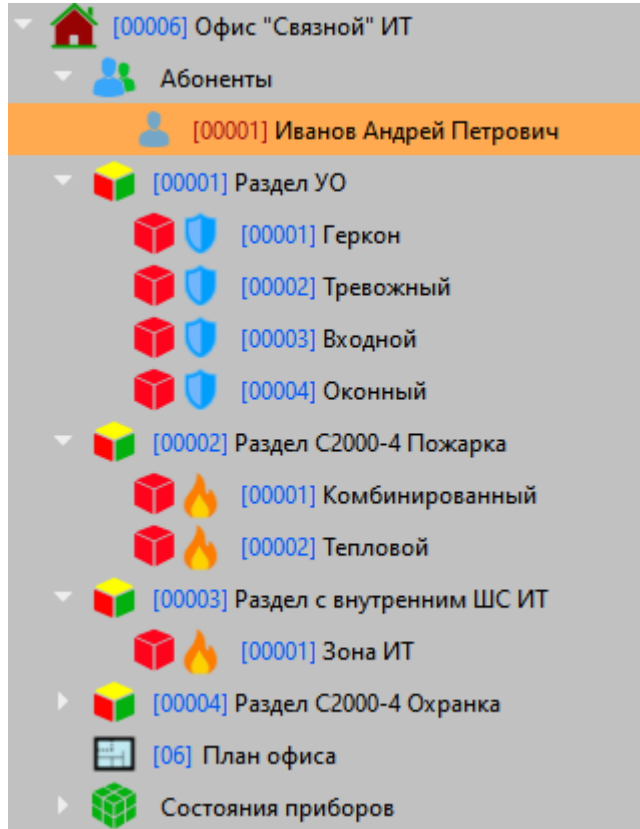 [00006] Офис "Связной" ИТ
Абоненты
[00001] Иванов Андрей Петрович
[00001] Раздел УО
[00001] Геркон
[00002] Тревожный
[00003] Входной
[00004] Оконный
[00002] Раздел С2000-4 Пожарка
[00001] Комбинированный
[00002] Тепловой
[00003] Раздел с внутренним ШС ИТ
[00001] Зона ИТ
[00004] Раздел С2000-4 Охранка
[06] План офиса
Состояния приборов